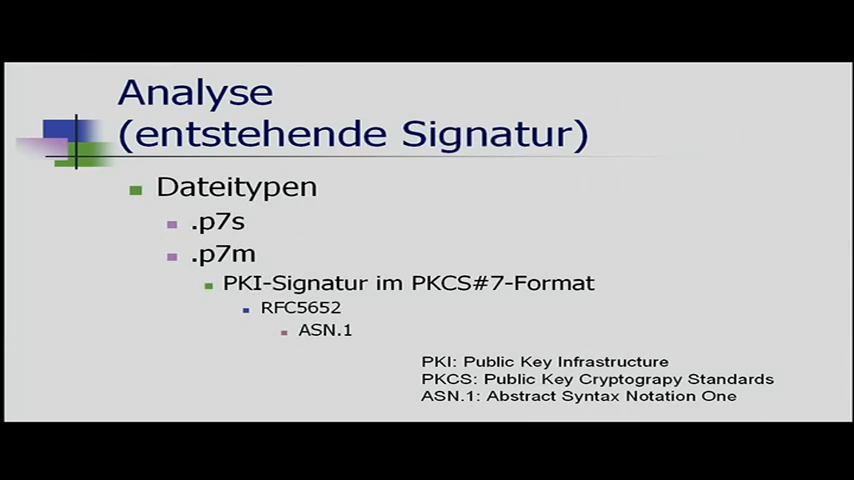 Analyse
(entstehende Signatur)
Dateitypen
.p7s
.p7m
PKI-Signatur im PKCS#7-Format
RFC5652
ASN.1
PKI: Public Key Infrastructure
PKCS: Public Key Cryptograpy Standards
ASN.1: Abstract Syntax Notation One